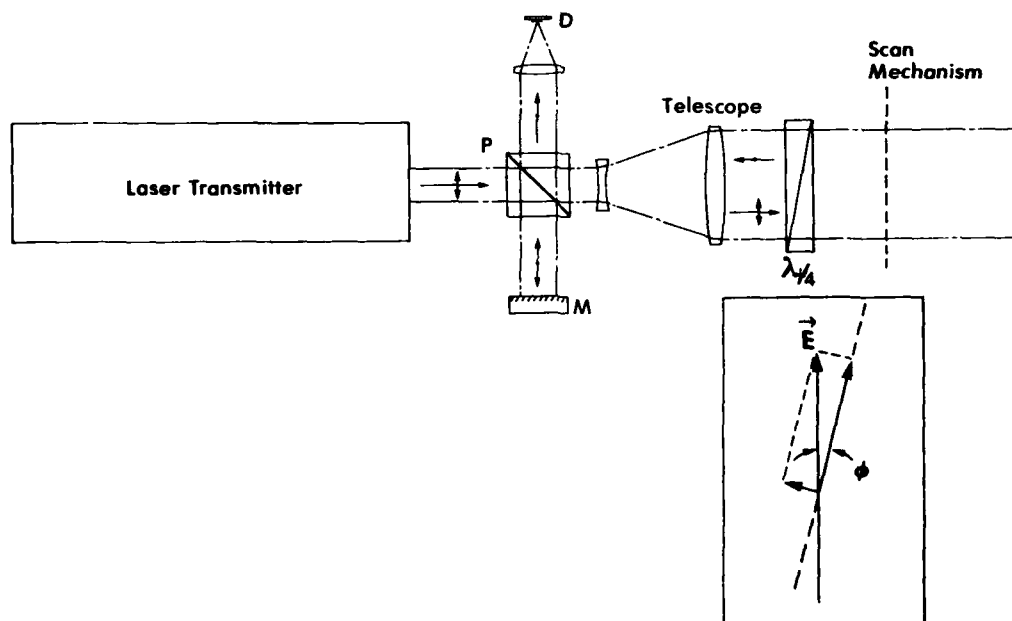 D
Scan
Mechanism
Telescope
P
Laser Transmitter
λ/4
M
E⃗
ϕ